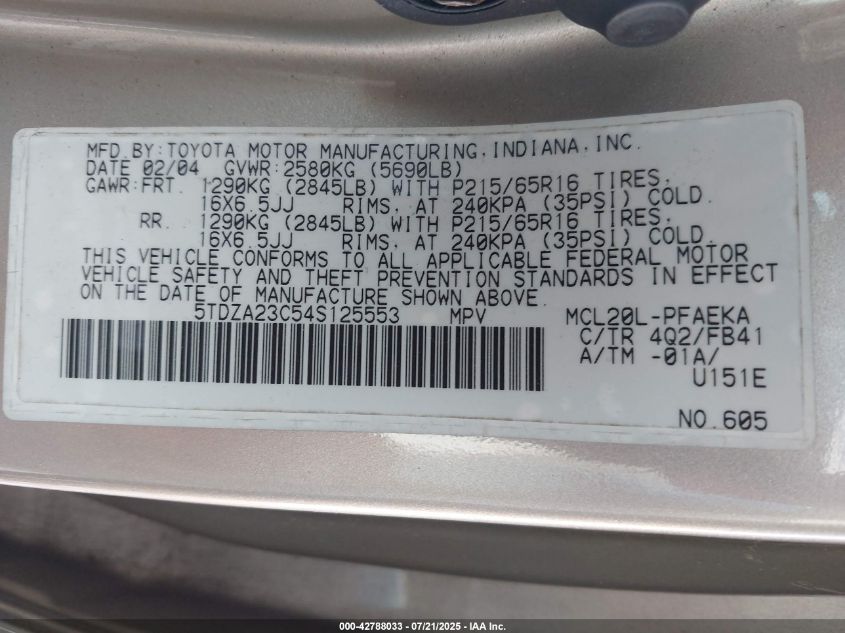 MFD.BY:TOYOTA MOTOR MANUFACTURING,INDIANA,INC.
DATE 02/04 GVWR:2580KG (5690LB)
GAWR:FRT. 1290KG (2845LB) WITH P215/65R16 TIRES,
16X6.5JJ RIMS, AT 240KPA (35PSI) COLD.
RR. 1290KG (2845LB) WITH P215/65R16 TIRES,
16X6.5JJ RIMS, AT 240KPA (35PSI) COLD.
THIS VEHICLE CONFORMS TO ALL APPLICABLE FEDERAL MOTOR
VEHICLE SAFETY AND THEFT PREVENTION STANDARDS IN EFFECT
ON THE DATE OF MANUFACTURE SHOWN ABOVE.
5TDZA23C54S125553 MPV MCL20L-PFAEKA
C/TR 4Q2/FB41
A/TM -01A/
U151E
NO.605
000-42788033 - 07/21/2025 - IAA Inc.